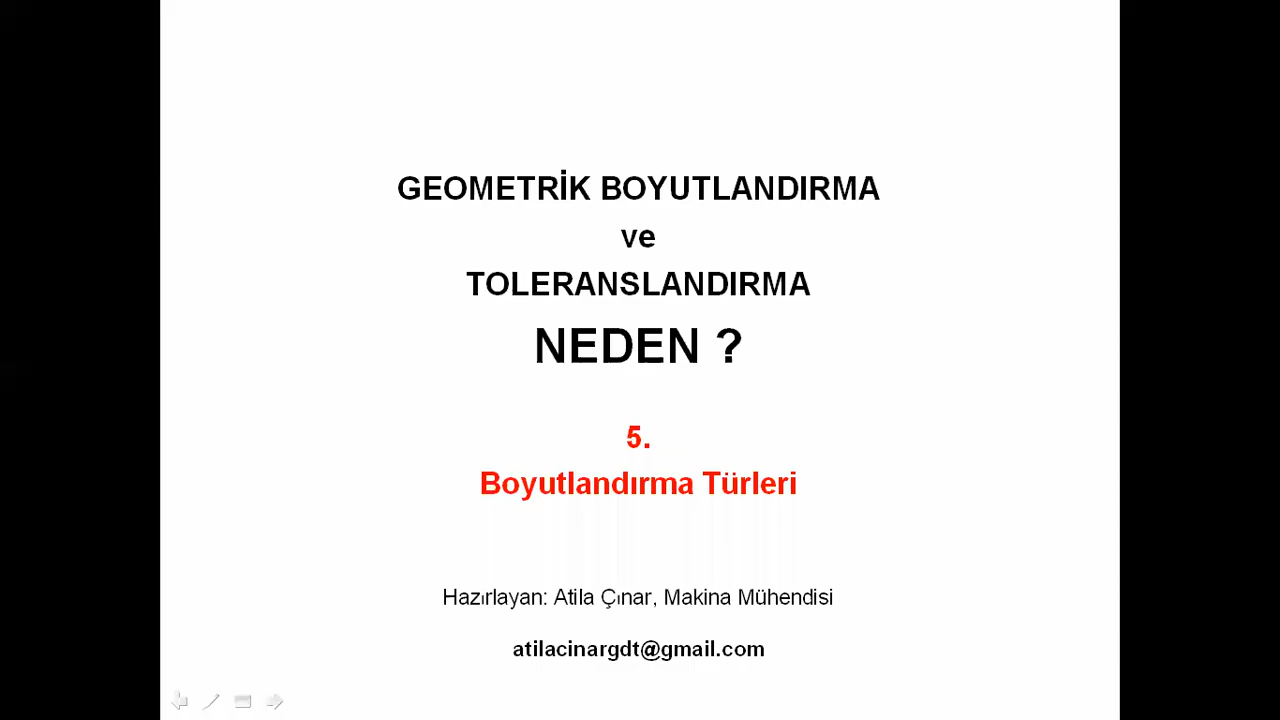 GEOMETRİK BOYUTLANDIRMA
ve
TOLERANSLANDIRMA
NEDEN ?
5.
Boyutlandırma Türleri
Hazırlayan: Atila Çınar, Makina Mühendisi
atilacinargdt@gmail.com